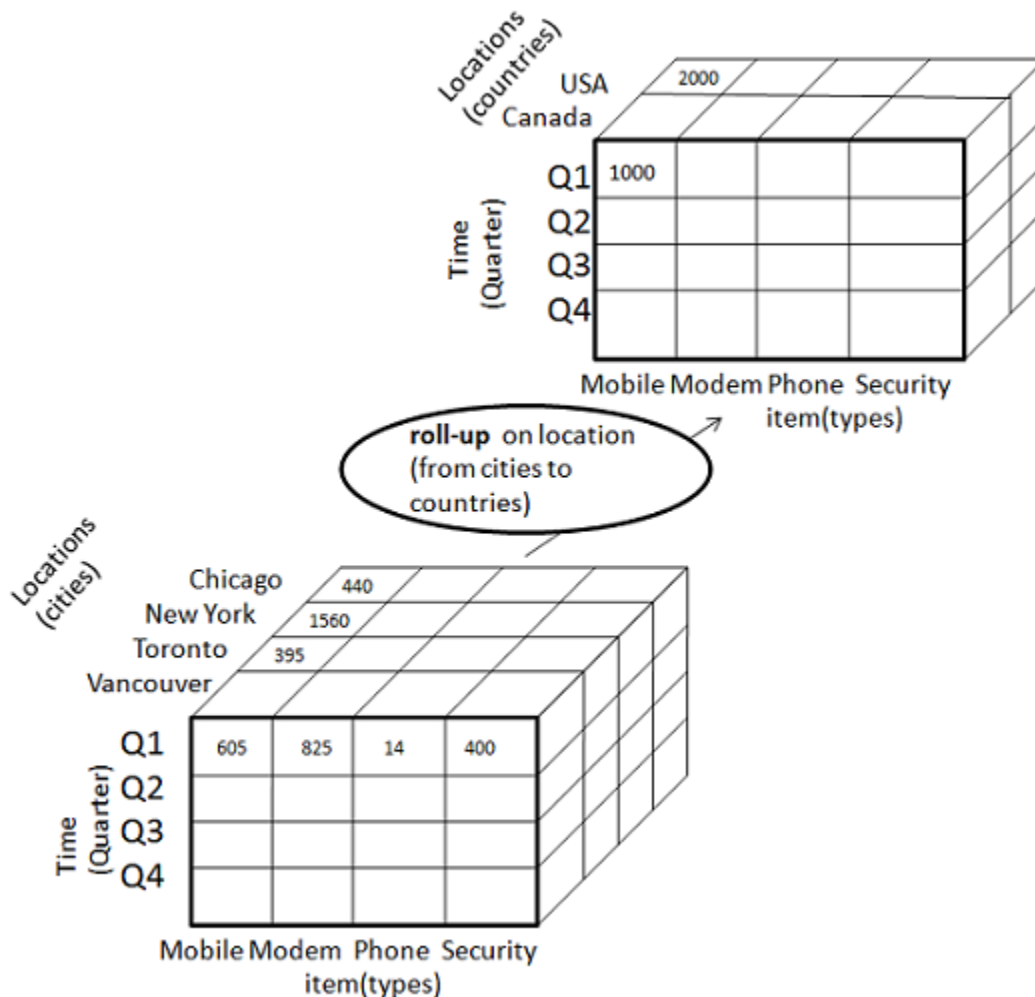 Locations
(countries)
USA
2000
Canada
Q1
1000
Q2
Q3
Q4
Time
(Quarter)
Mobile Modem Phone Security
item(types)
roll-up on location
(from cities to
countries)
Locations
(cities)
Chicago
440
New York
1560
Toronto
395
Vancouver
Q1
605 825 14 400
Q2
Q3
Q4
Time
(Quarter)
Mobile Modem Phone Security
item(types)